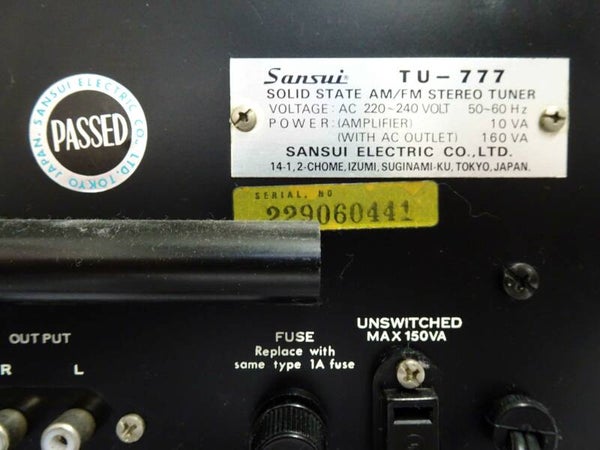 Sansui TU-777
SOLID STATE AM/FM STEREO TUNER
VOLTAGE: AC 220~240 VOLT 50~60 Hz
POWER: (AMPLIFIER) 10 VA
(WITH AC OUTLET) 160 VA
SANSUI ELECTRIC CO., LTD.
14-1, 2-CHOME, IZUMI, SUGINAMI-KU, TOKYO, JAPAN.
SANSUI ELECTRIC CO., LTD. TOKYO JAPAN.
PASSED
SERIAL. NO
229060441
OUTPUT
R L
FUSE
Replace with
same type 1A fuse
UNSWITCHED
MAX 150VA